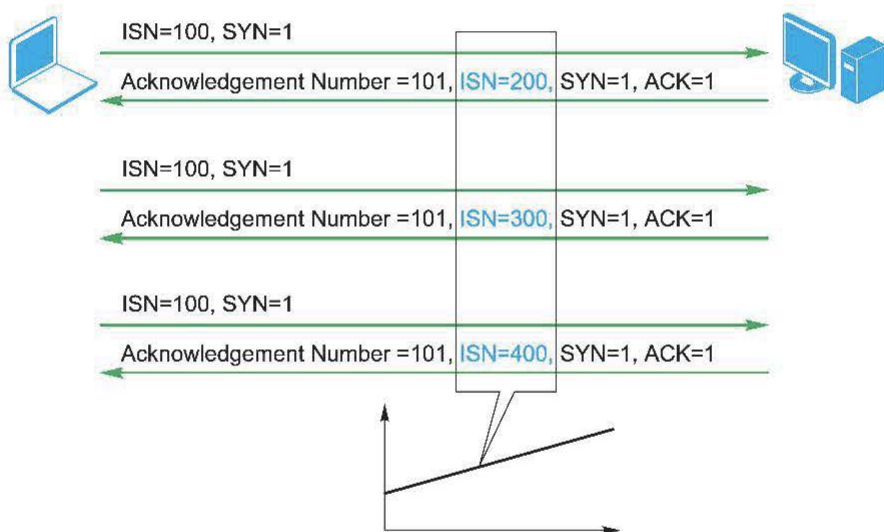 ISN=100, SYN=1
Acknowledgement Number =101, ISN=200, SYN=1, ACK=1
ISN=100, SYN=1
Acknowledgement Number =101, ISN=300, SYN=1, ACK=1
ISN=100, SYN=1
Acknowledgement Number =101, ISN=400, SYN=1, ACK=1